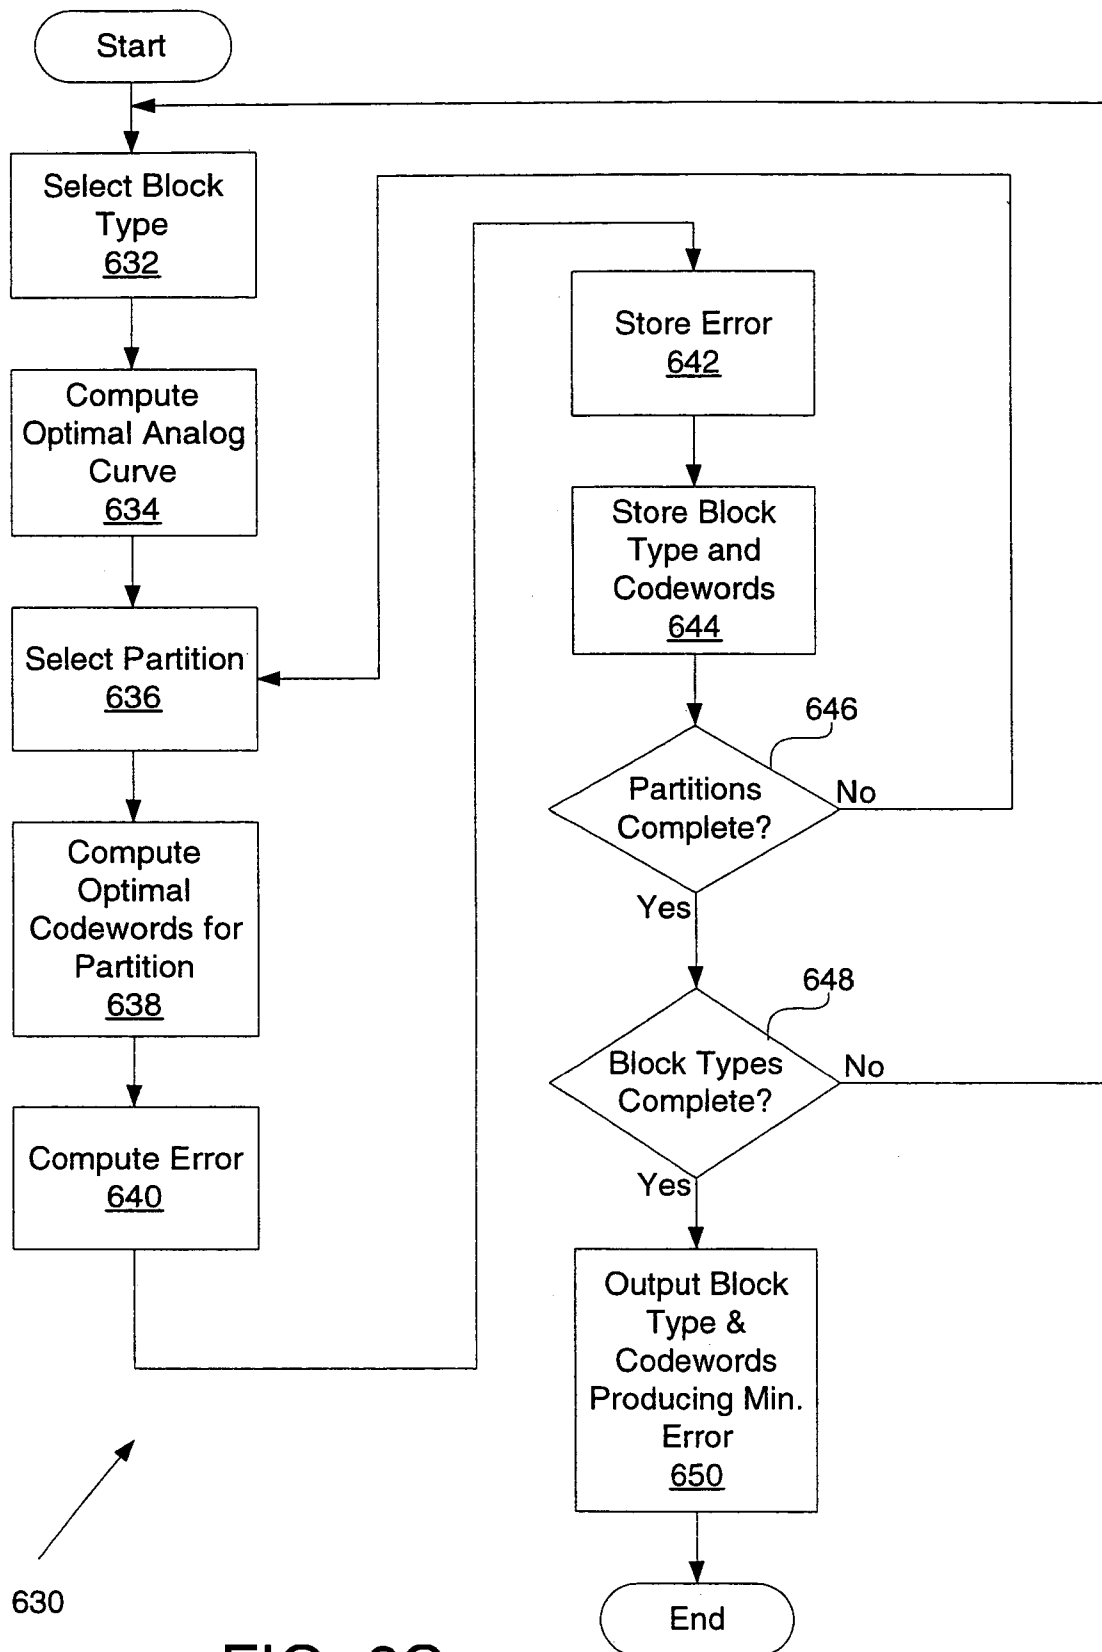 Start
Select Block
Type
632
Compute
Optimal Analog
Curve
634
Select Partition
636
Compute
Optimal
Codewords for
Partition
638
Compute Error
640
630
Store Error
642
Store Block
Type and
Codewords
644
646
Partitions
Complete?
No
Yes
648
Block Types
Complete?
No
Yes
Output Block
Type &
Codewords
Producing Min.
Error
650
End